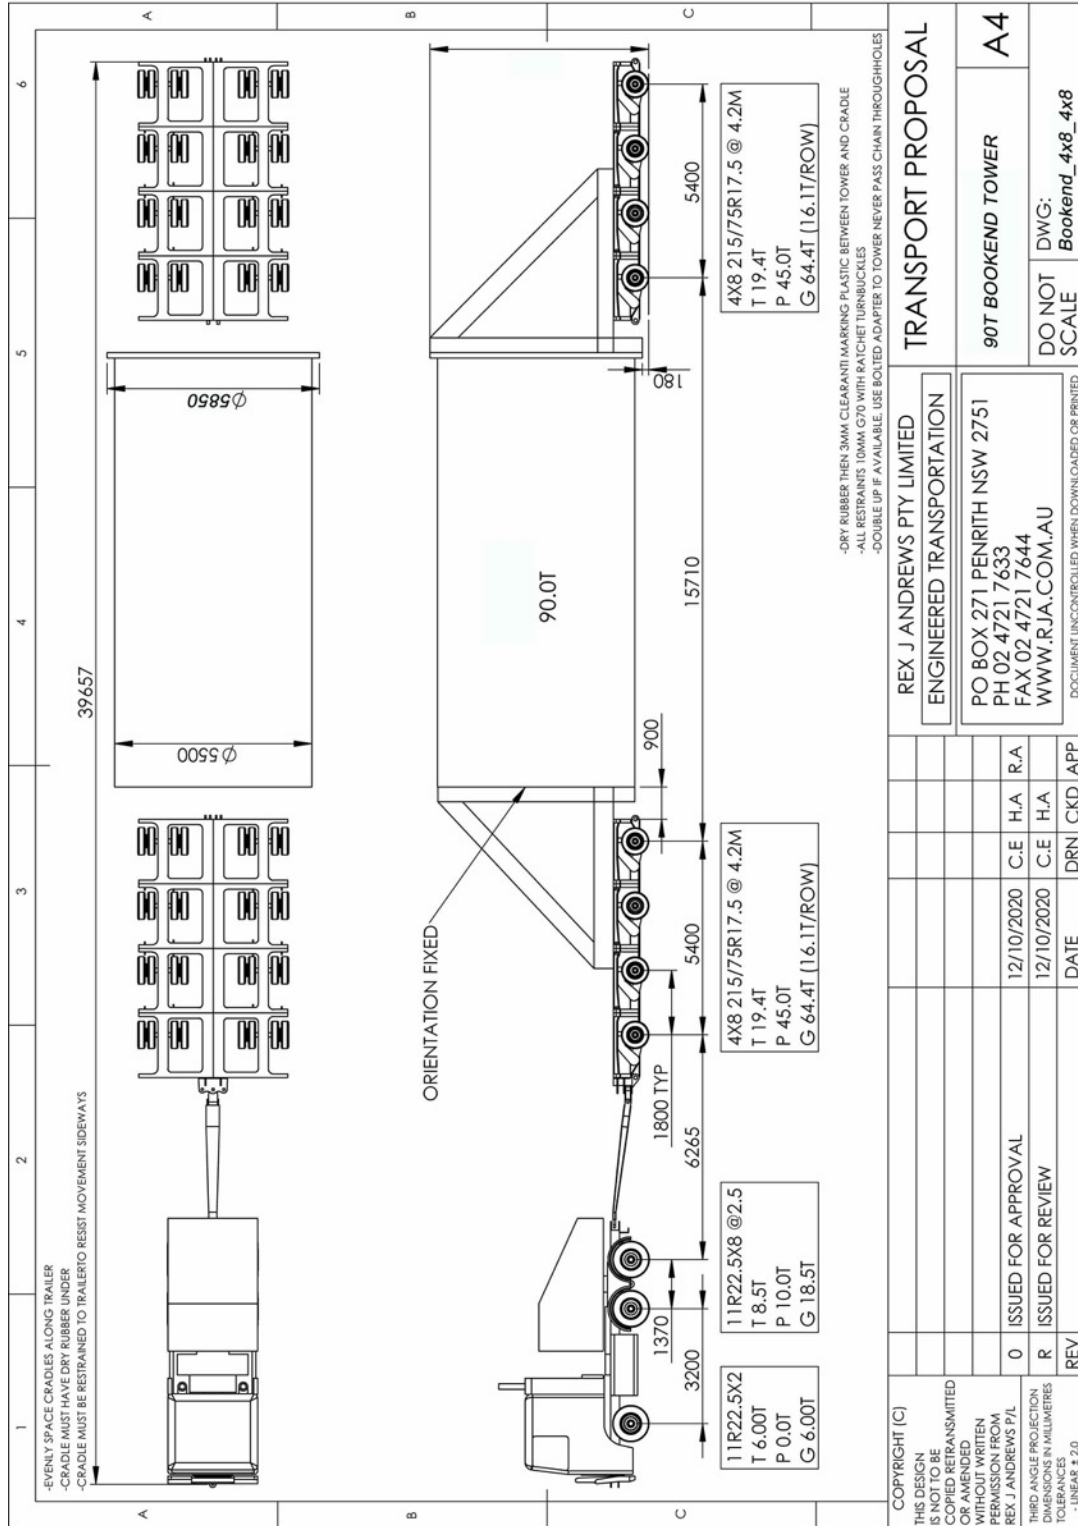 1
2
3
4
5
6
A
A
B
B
C
C
-EVENLY SPACE CRADLES ALONG TRAILER
-CRADLE MUST HAVE DRY RUBBER UNDER
-CRADLE MUST BE RESTRAINED TO TRAILERTO RESIST MOVEMENT SIDEWAYS
39657
Ø5500
Ø5850
ORIENTATION FIXED
90.0T
900
180
1370
1800 TYP
3200
6265
5400
15710
5400
11R22.5X2
T 6.00T
P 0.0T
G 6.00T
11R22.5X8 @2.5
T 8.5T
P 10.0T
G 18.5T
4X8 215/75R17.5 @ 4.2M
T 19.4T
P 45.0T
G 64.4T (16.1T/ROW)
4X8 215/75R17.5 @ 4.2M
T 19.4T
P 45.0T
G 64.4T (16.1T/ROW)
-DRY RUBBER THEN 3MM CLEARANTI MARKING PLASTIC BETWEEN TOWER AND CRADLE
-ALL RESTRAINTS 10MM G70 WITH RATCHET TURNBUCKLES
-DOUBLE UP IF AVAILABLE, USE BOLTED ADAPTER TO TOWER NEVER PASS CHAIN THROUGHHOLES
COPYRIGHT (C)
THIS DESIGN
IS NOT TO BE
COPIED RETRANSMITTED
OR AMENDED
WITHOUT WRITTEN
PERMISSION FROM
REX J ANDREWS P/L
THIRD ANGLE PROJECTION
DIMENSIONS IN MILLIMETRES
TOLERANCES
- LINEAR ± 2.0
0 ISSUED FOR APPROVAL 12/10/2020 C.E H.A R.A
R ISSUED FOR REVIEW 12/10/2020 C.E H.A
REV DATE DRN CKD APP
REX J ANDREWS PTY LIMITED
ENGINEERED TRANSPORTATION
PO BOX 271 PENRITH NSW 2751
PH 02 4721 7633
FAX 02 4721 7644
WWW.RJA.COM.AU
DOCUMENT UNCONTROLLED WHEN DOWNLOADED OR PRINTED
TRANSPORT PROPOSAL
90T BOOKEND TOWER
A4
DO NOT
SCALE
DWG:
Bookend_4x8_4x8